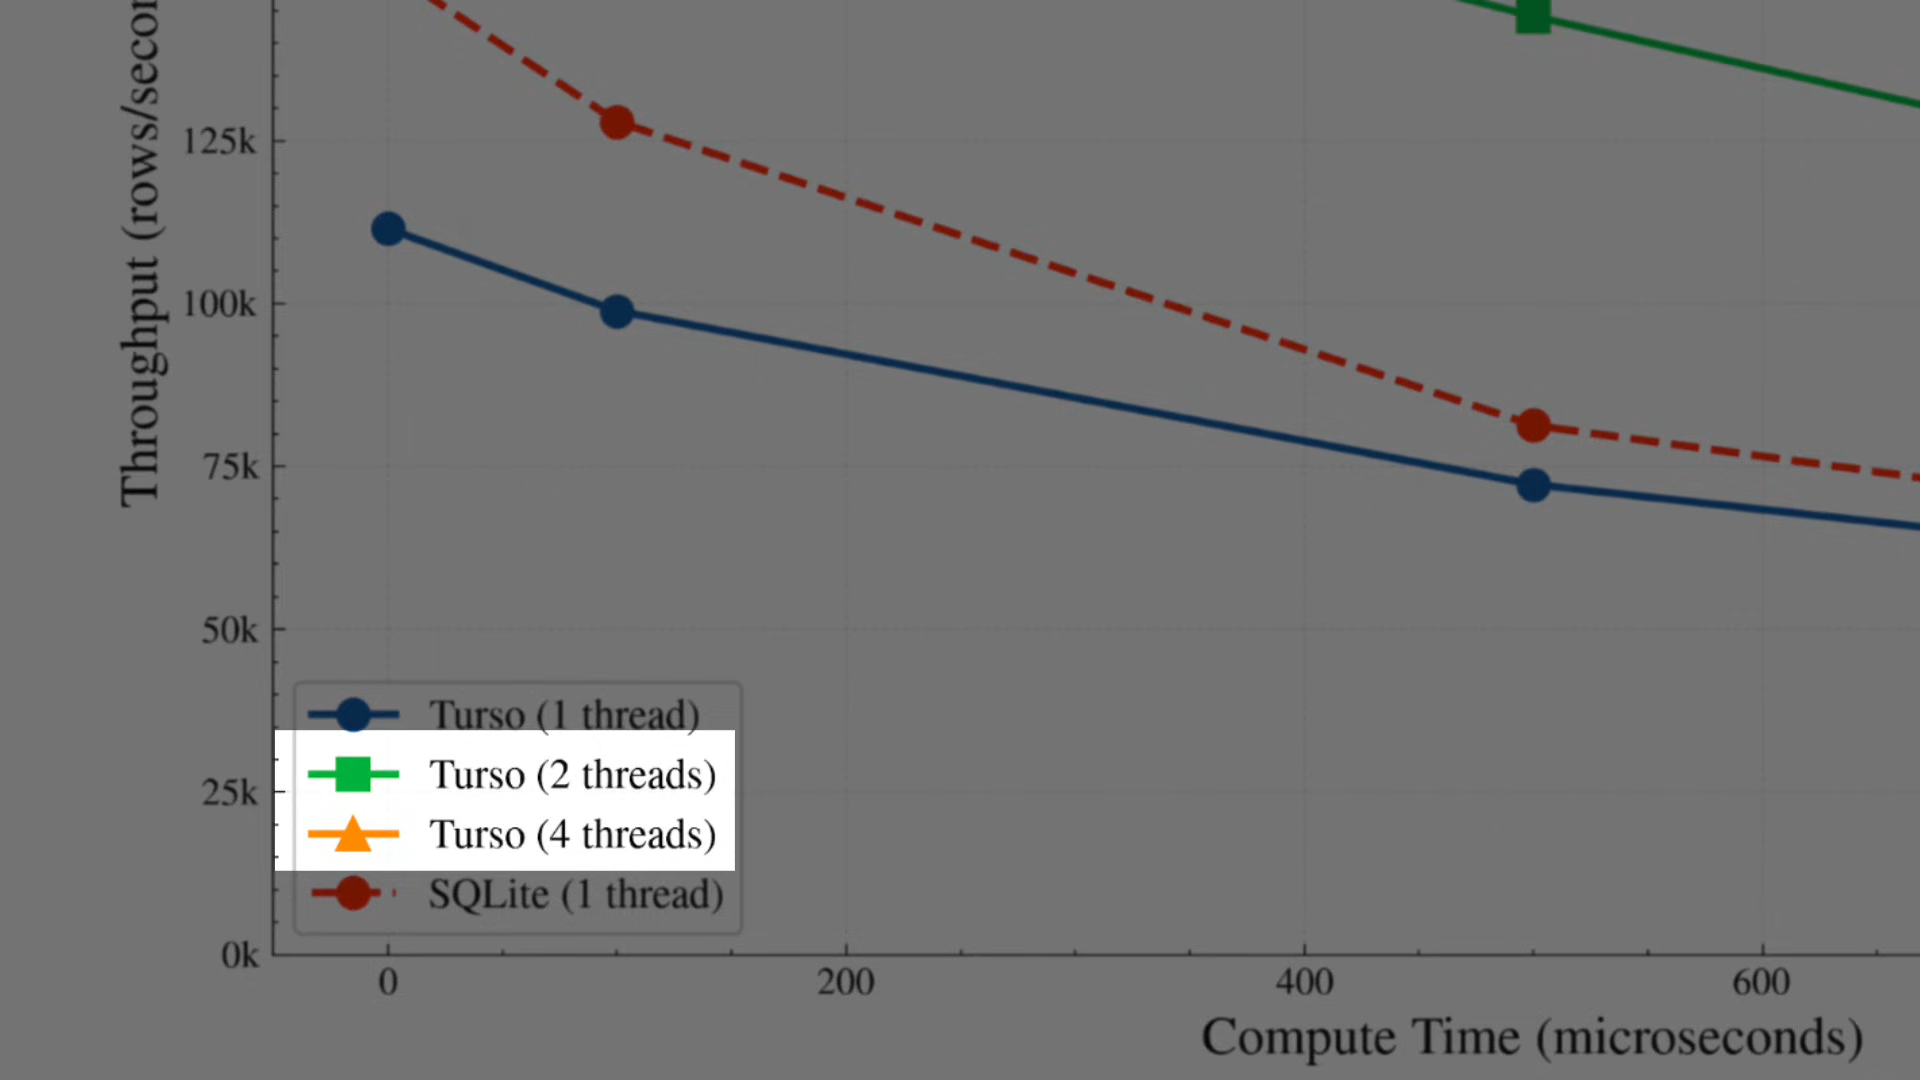 Throughput (rows/secon
125k
100k
75k
50k
25k
0k
Turso (1 thread)
Turso (2 threads)
Turso (4 threads)
SQLite (1 thread)
0 200 400 600
Compute Time (microseconds)